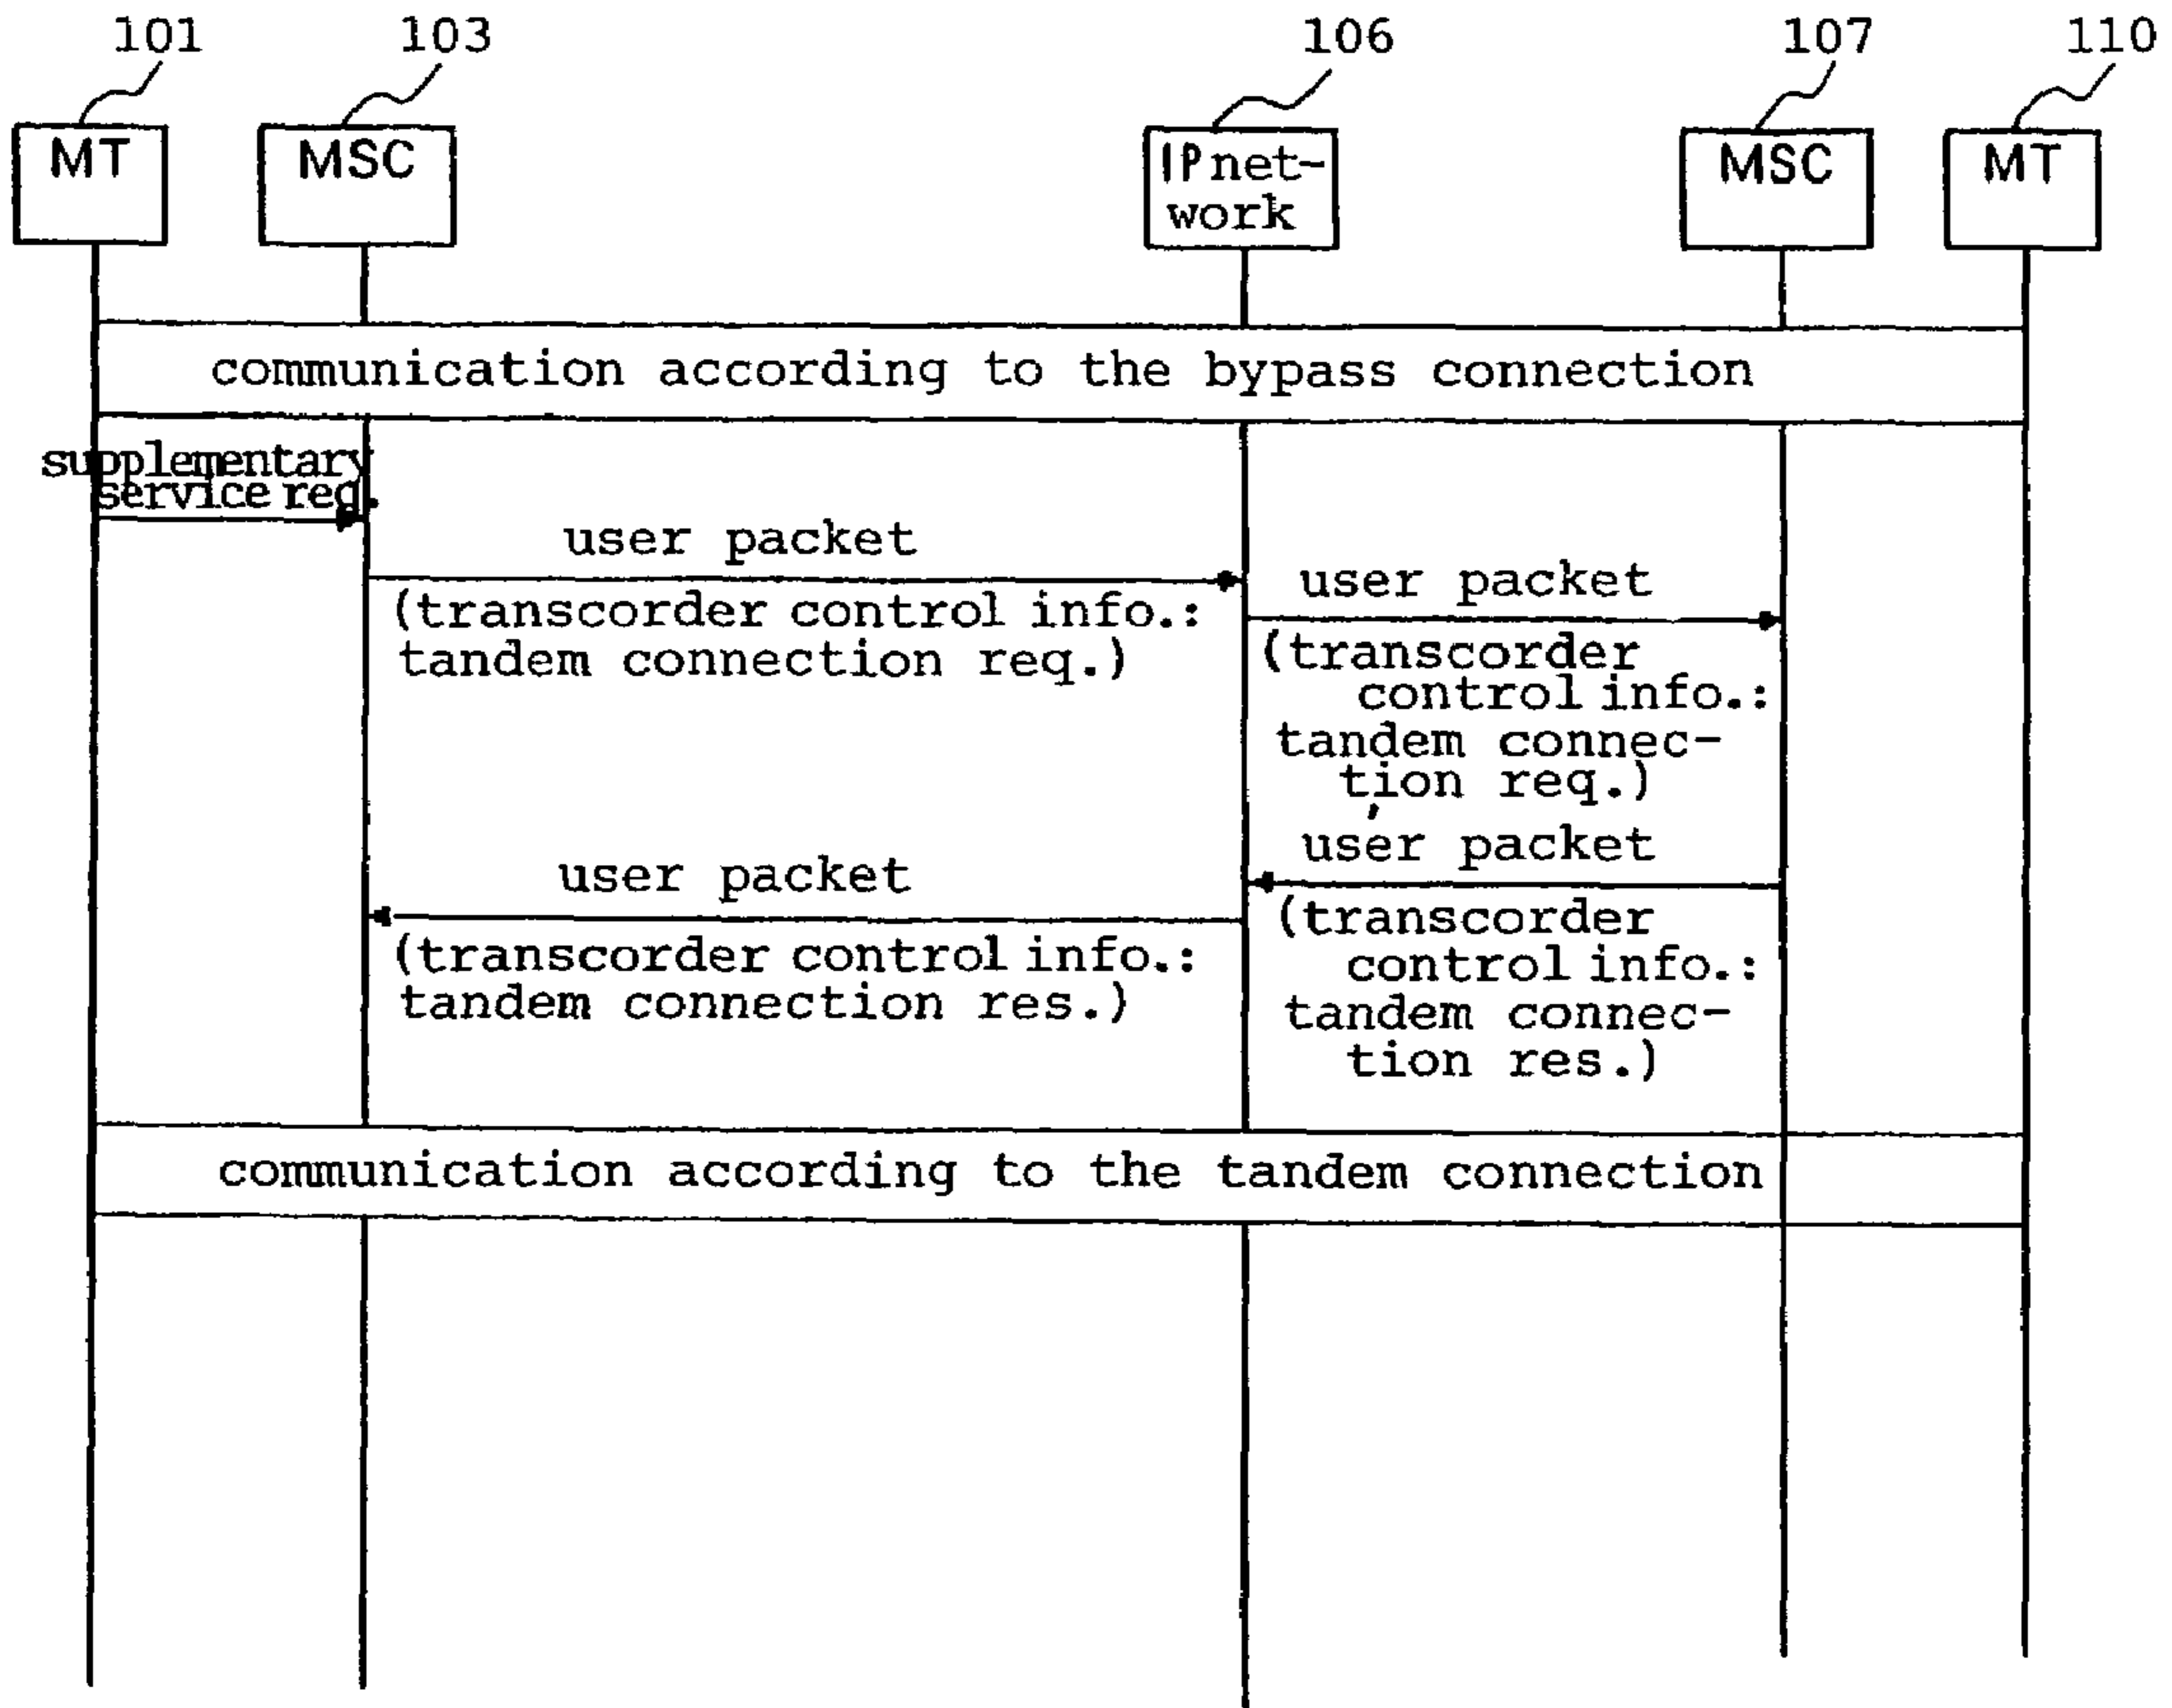 101
103
106
107
110
MT
MSC
IP net-
work
MSC
MT
communication according to the bypass connection
supplementary
service req.
user packet
(transcorder control info.:
tandem connection req.)
user packet
(transcorder
control info.:
tandem connec-
tion req.)
user packet
(transcorder
control info.:
tandem connec-
tion res.)
user packet
(transcorder control info.:
tandem connection res.)
communication according to the tandem connection